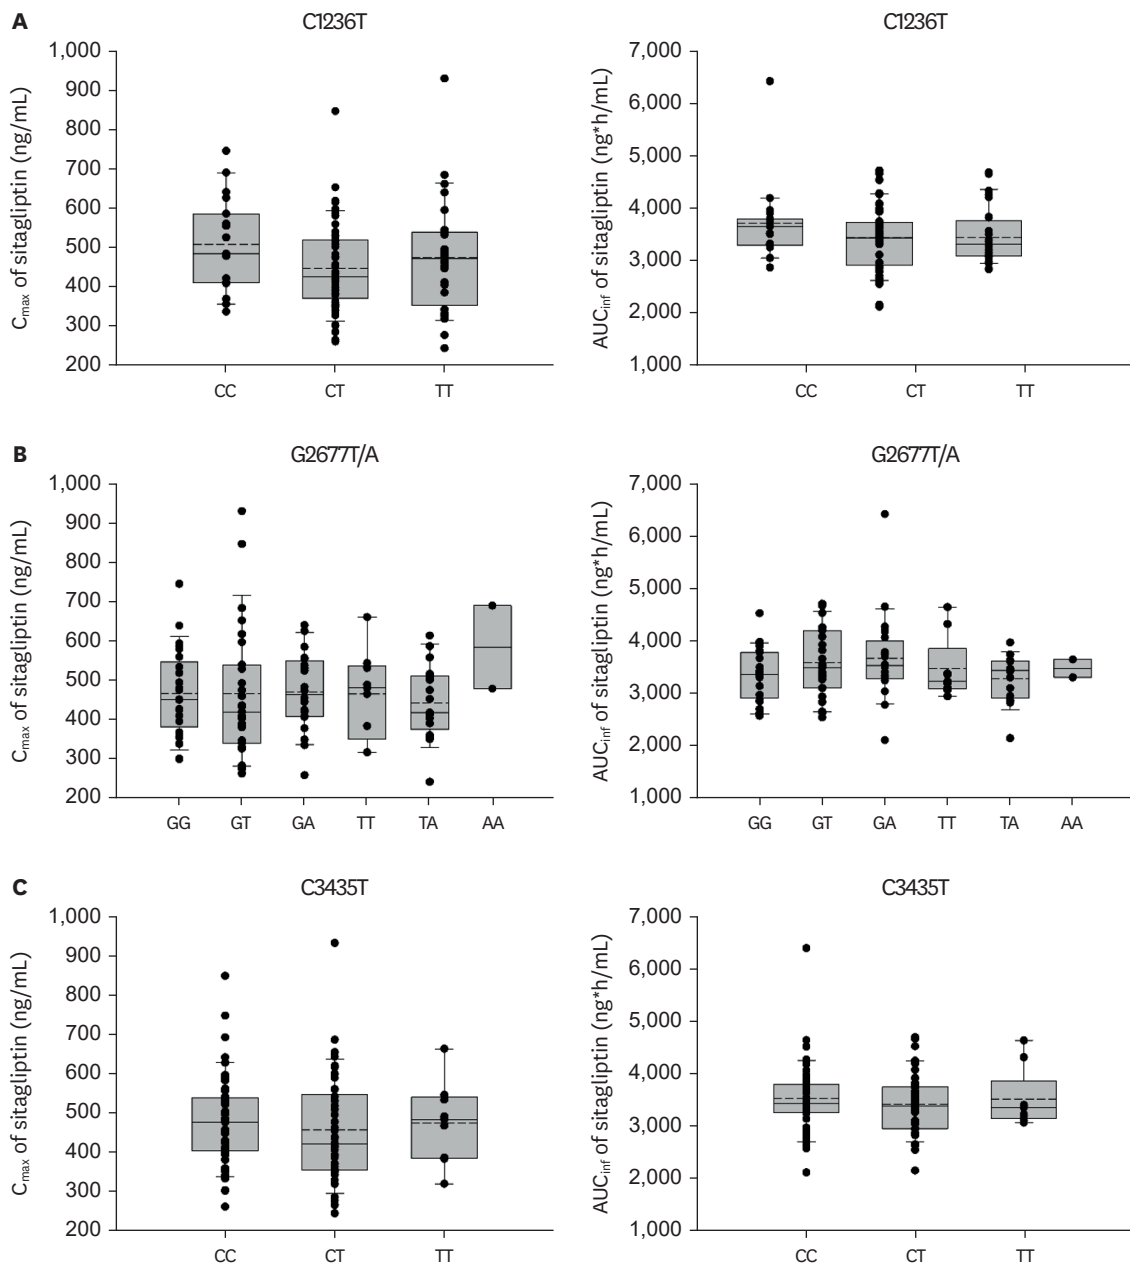 A
C1236T
C1236T
Cmax of sitagliptin (ng/mL)
1,000
900
800
700
600
500
400
300
200
CC CT TT
AUCinf of sitagliptin (ng*h/mL)
7,000
6,000
5,000
4,000
3,000
2,000
1,000
CC CT TT
B
G2677T/A
G2677T/A
Cmax of sitagliptin (ng/mL)
1,000
900
800
700
600
500
400
300
200
GG GT GA TT TA AA
AUCinf of sitagliptin (ng*h/mL)
7,000
6,000
5,000
4,000
3,000
2,000
1,000
GG GT GA TT TA AA
C
C3435T
C3435T
Cmax of sitagliptin (ng/mL)
1,000
900
800
700
600
500
400
300
200
CC CT TT
AUCinf of sitagliptin (ng*h/mL)
7,000
6,000
5,000
4,000
3,000
2,000
1,000
CC CT TT